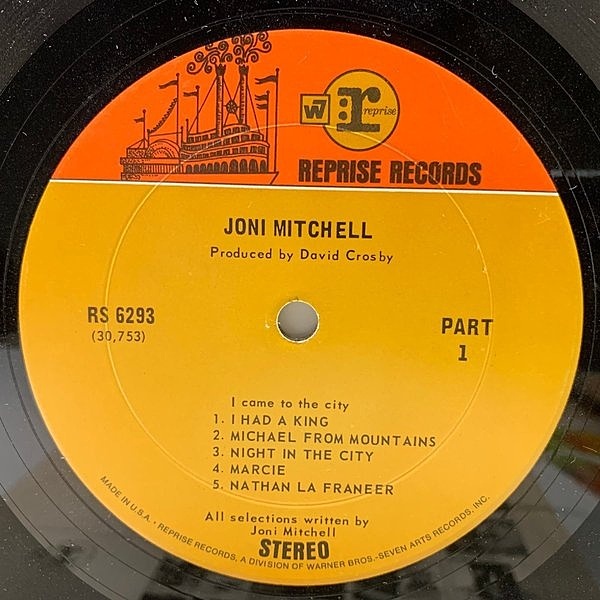 W7
r
reprise
REPRISE RECORDS
JONI MITCHELL
Produced by David Crosby
RS 6293
(30,753)
PART
1
I came to the city
1. I HAD A KING
2. MICHAEL FROM MOUNTAINS
3. NIGHT IN THE CITY
4. MARCIE
5. NATHAN LA FRANEER
All selections written by
Joni Mitchell
STEREO
MADE IN U.S.A. · REPRISE RECORDS, A DIVISION OF WARNER BROS.-SEVEN ARTS RECORDS, INC.